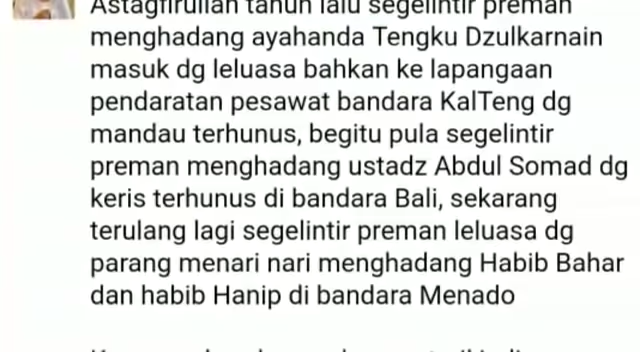 Astagfirullah tahun lalu segelintir preman
menghadang ayahanda Tengku Dzulkarnain
masuk dg leluasa bahkan ke lapangaan
pendaratan pesawat bandara KalTeng dg
mandau terhunus, begitu pula segelintir
preman menghadang ustadz Abdul Somad dg
keris terhunus di bandara Bali, sekarang
terulang lagi segelintir preman leluasa dg
parang menari nari menghadang Habib Bahar
dan habib Hanip di bandara Menado